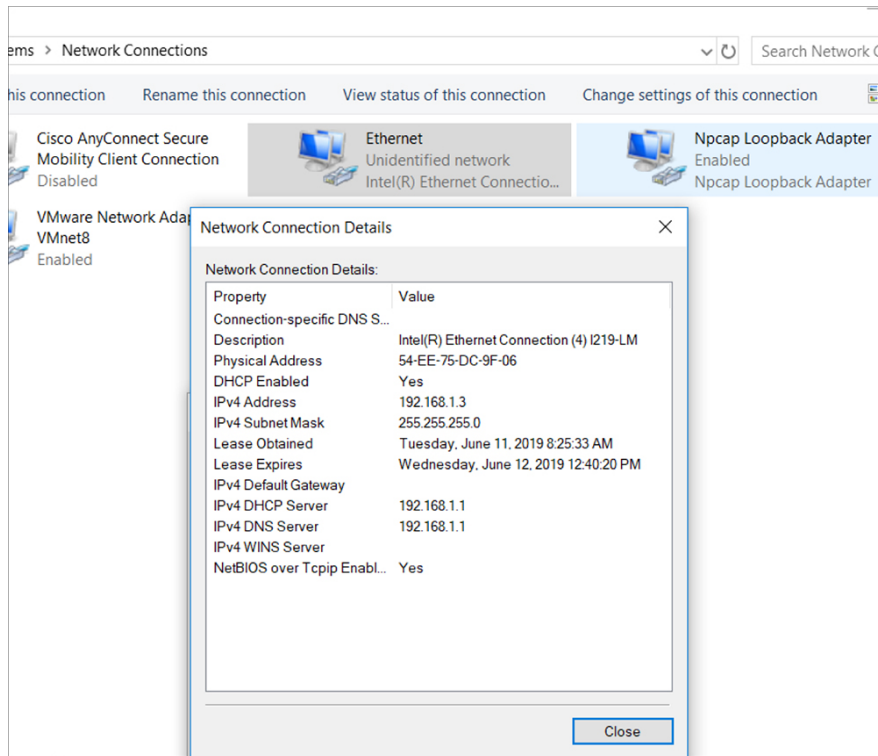 ems > Network Connections
Search Network
his connection Rename this connection View status of this connection Change settings of this connection
Cisco AnyConnect Secure
Mobility Client Connection
Disabled
Ethernet
Unidentified network
Intel(R) Ethernet Connectio...
Npcap Loopback Adapter
Enabled
Npcap Loopback Adapter
VMware Network Adap
VMnet8
Enabled
Network Connection Details
Network Connection Details:
Property Value
Connection-specific DNS S...
Description Intel(R) Ethernet Connection (4) I219-LM
Physical Address 54-EE-75-DC-9F-06
DHCP Enabled Yes
IPv4 Address 192.168.1.3
IPv4 Subnet Mask 255.255.255.0
Lease Obtained Tuesday, June 11, 2019 8:25:33 AM
Lease Expires Wednesday, June 12, 2019 12:40:20 PM
IPv4 Default Gateway
IPv4 DHCP Server 192.168.1.1
IPv4 DNS Server 192.168.1.1
IPv4 WINS Server
NetBIOS over Tcpip Enabl... Yes
Close